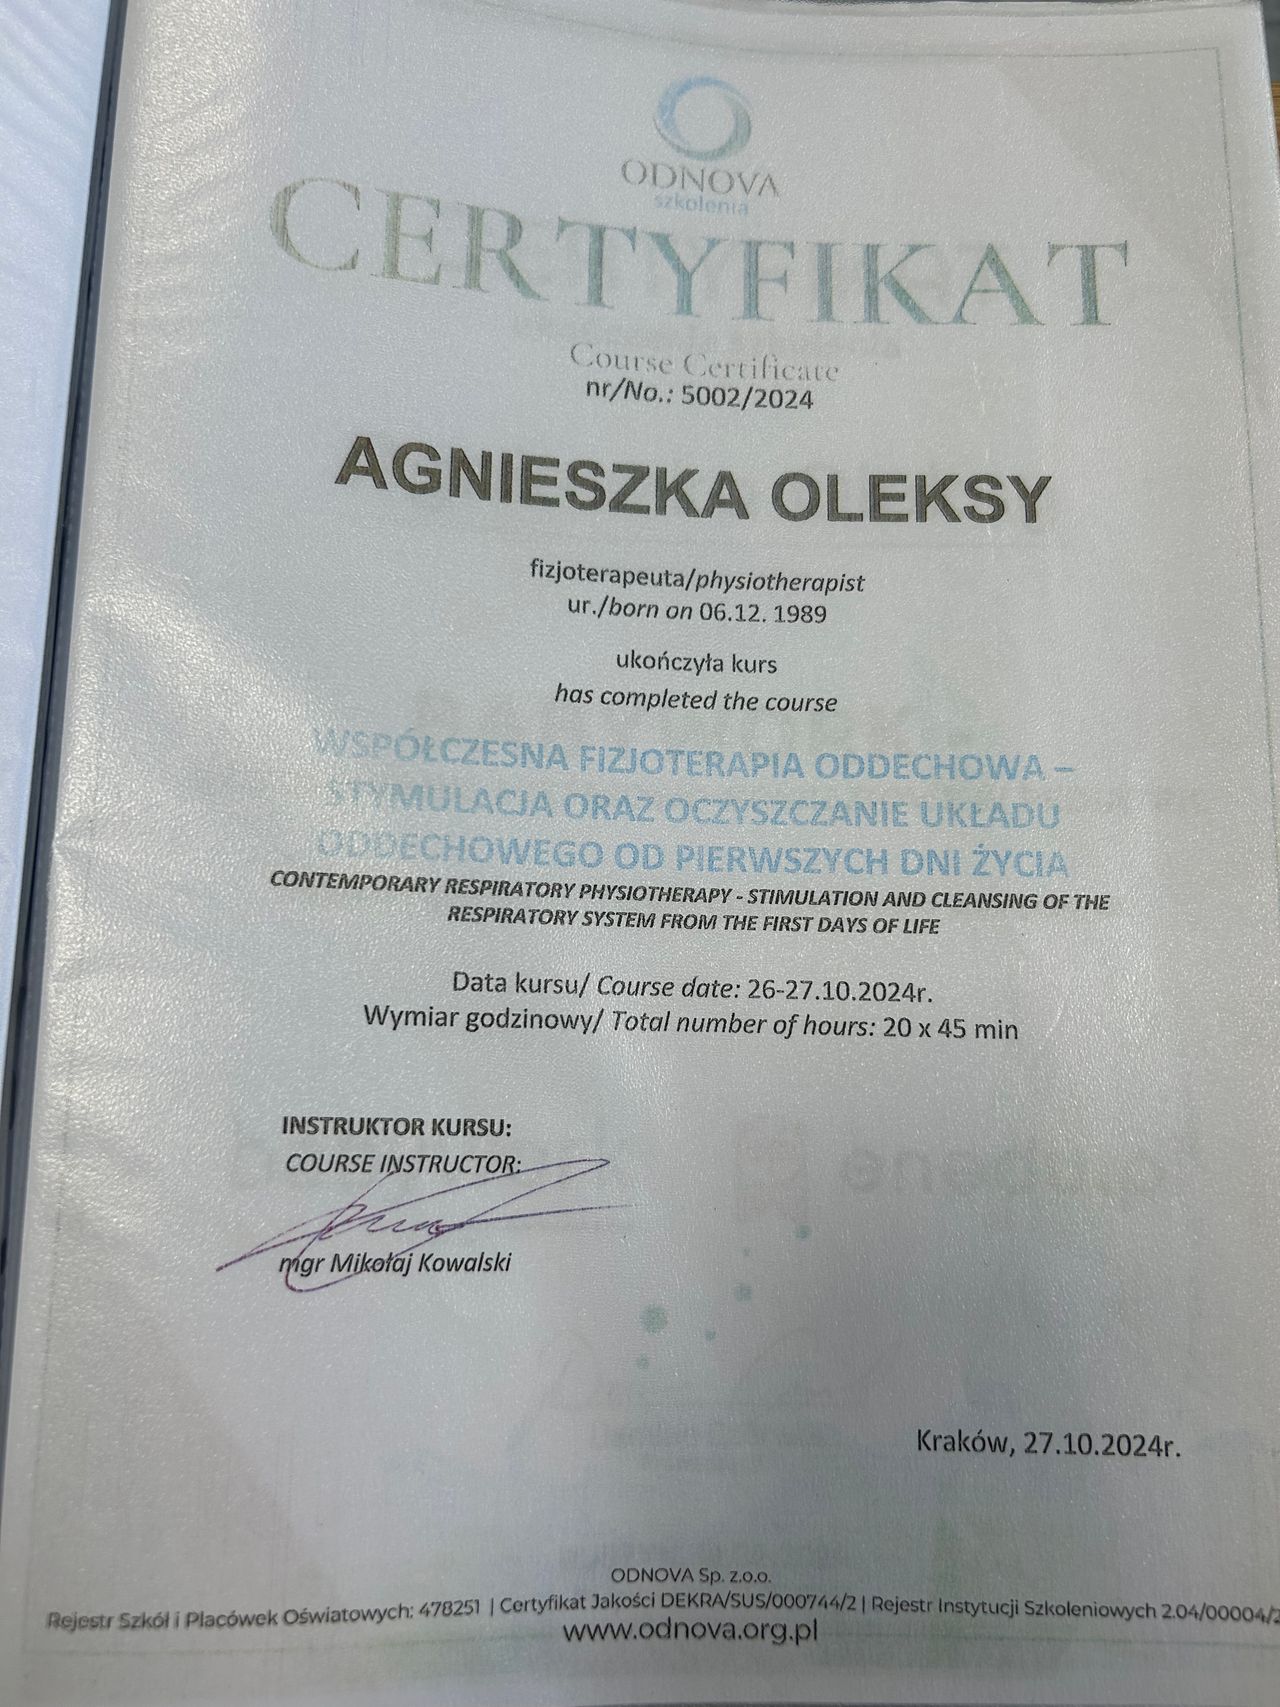 ODNOVA
szkolenia
CERTYFIKAT
Course Certificate
nr/No.: 5002/2024
AGNIESZKA OLEKSY
fizjoterapeuta/physiotherapist
ur./born on 06.12. 1989
ukończyła kurs
has completed the course
WSPÓŁCZESNA FIZJOTERAPIA ODDECHOWA –
STYMULACJA ORAZ OCZYSZCZANIE UKŁADU
ODDECHOWEGO OD PIERWSZYCH DNI ŻYCIA
CONTEMPORARY RESPIRATORY PHYSIOTHERAPY - STIMULATION AND CLEANSING OF THE
RESPIRATORY SYSTEM FROM THE FIRST DAYS OF LIFE
Data kursu/ Course date: 26-27.10.2024r.
Wymiar godzinowy/ Total number of hours: 20 x 45 min
INSTRUKTOR KURSU:
COURSE INSTRUCTOR:
mgr Mikołaj Kowalski
Kraków, 27.10.2024r.
ODNOVA Sp. z.o.o.
Rejestr Szkół i Placówek Oświatowych: 478251 | Certyfikat Jakości DEKRA/SUS/000744/2 | Rejestr Instytucji Szkoleniowych 2.04/00004/2
www.odnova.org.pl